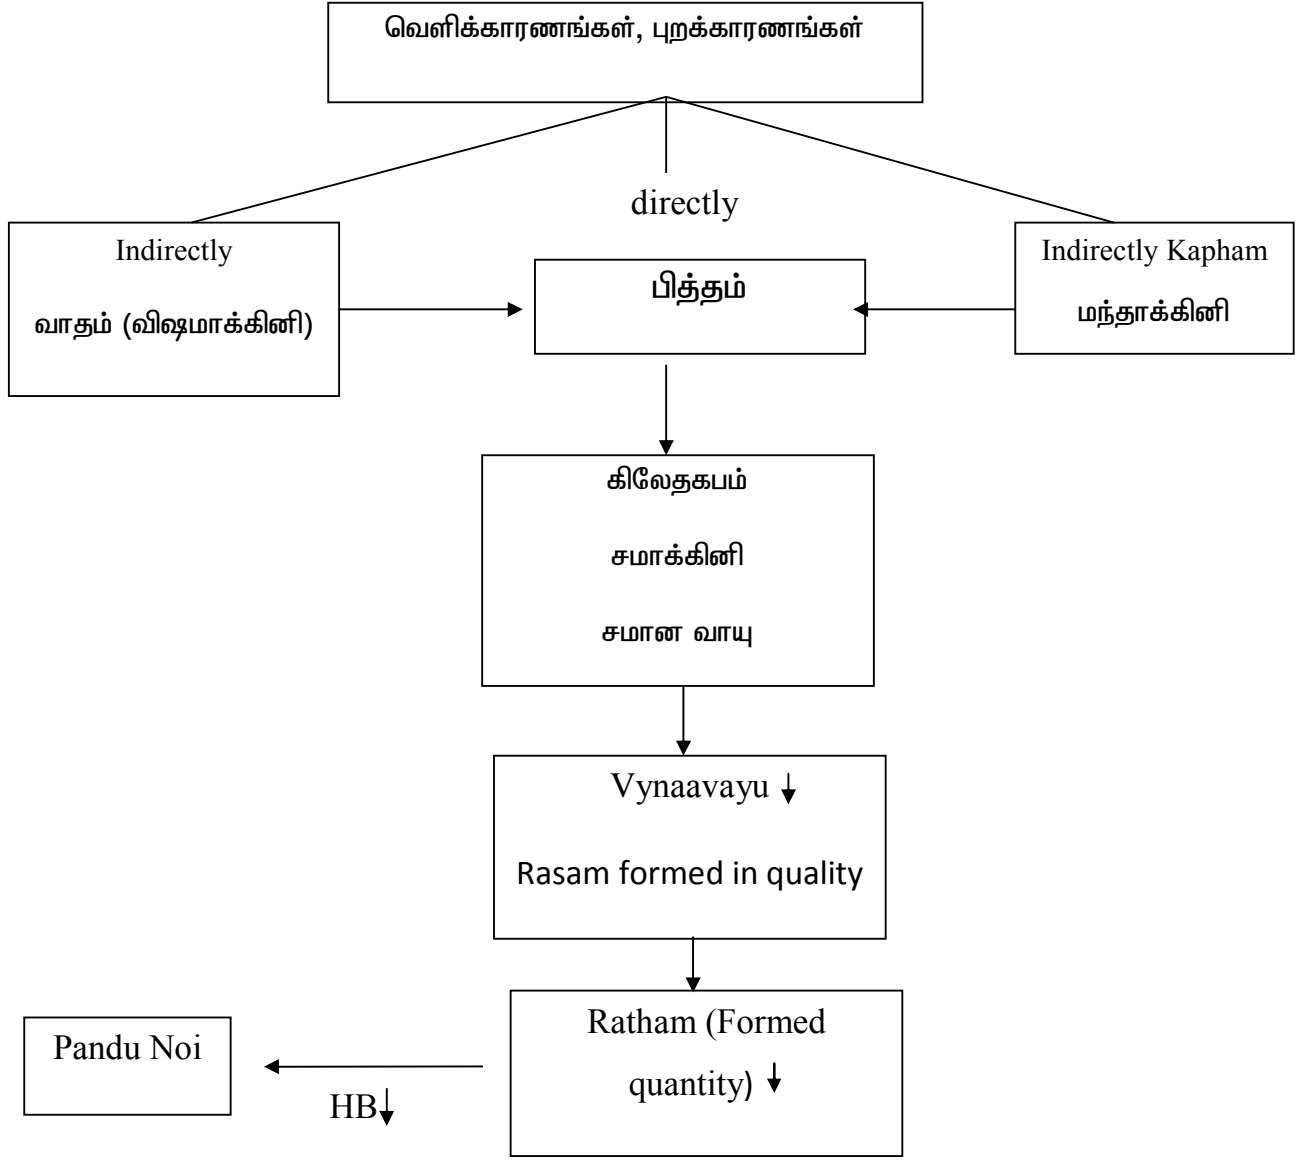 வெளிக்காரணங்கள், புறக்காரணங்கள்
directly
Indirectly
வாதம் (விஷமாக்கினி)
பித்தம்
Indirectly Kapham
மந்தாக்கினி
கிலேதகபம்
சமாக்கினி
சமான வாயு
Vynaavayu ↓
Rasam formed in quality
Ratham (Formed
quantity) ↓
HB↓
Pandu Noi